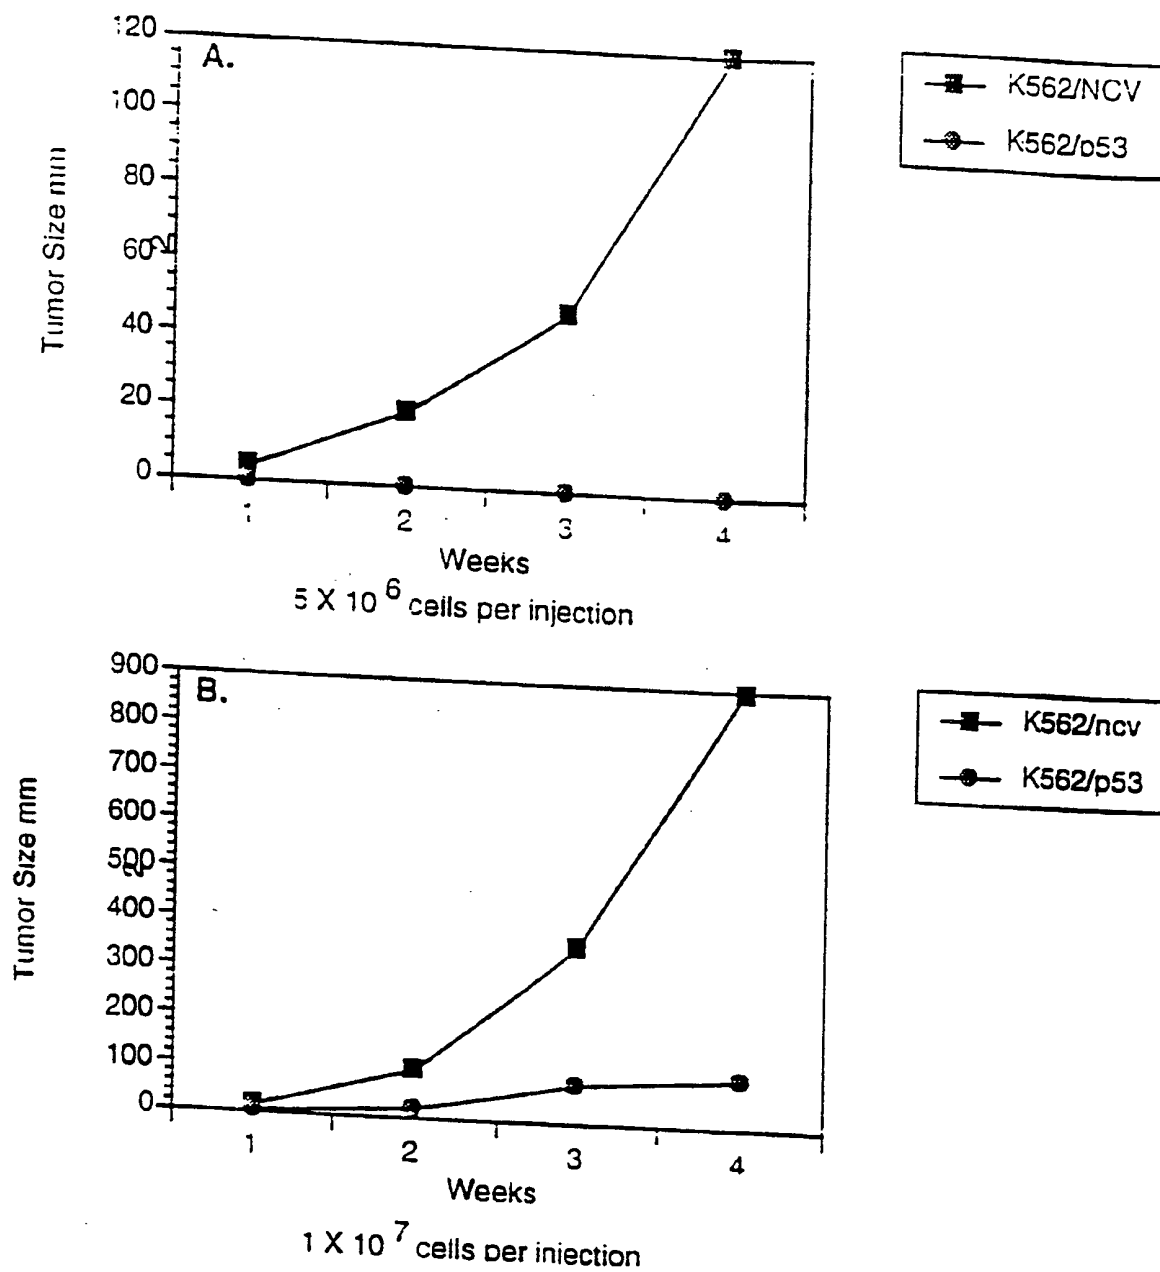 A.
K562/NCV
K562/p53
Tumor Size mm 2
120
100
80
60
40
20
0
1 2 3 4
Weeks
5 X 10 6 cells per injection
B.
K562/ncv
K562/p53
Tumor Size mm 2
900
800
700
600
500
400
300
200
100
0
1 2 3 4
Weeks
1 X 10 7 cells per injection